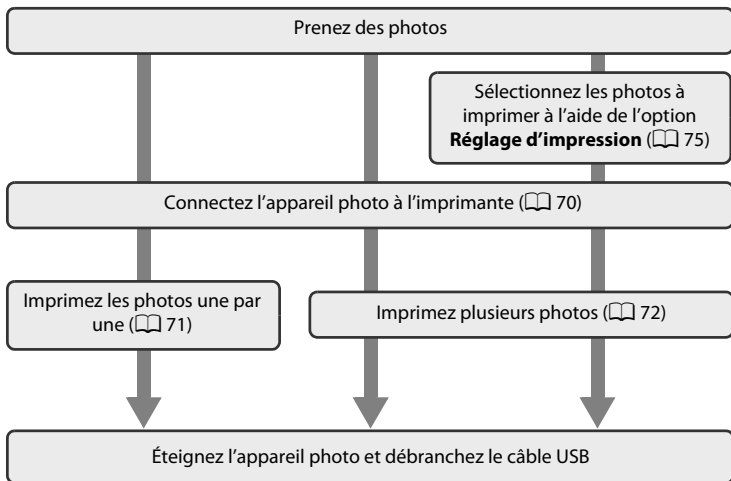 Prenez des photos
Sélectionnez les photos à
imprimer à l'aide de l'option
Réglage d'impression (📖 75)
Connectez l'appareil photo à l'imprimante (📖 70)
Imprimez les photos une par
une (📖 71)
Imprimez plusieurs photos (📖 72)
Éteignez l'appareil photo et débranchez le câble USB